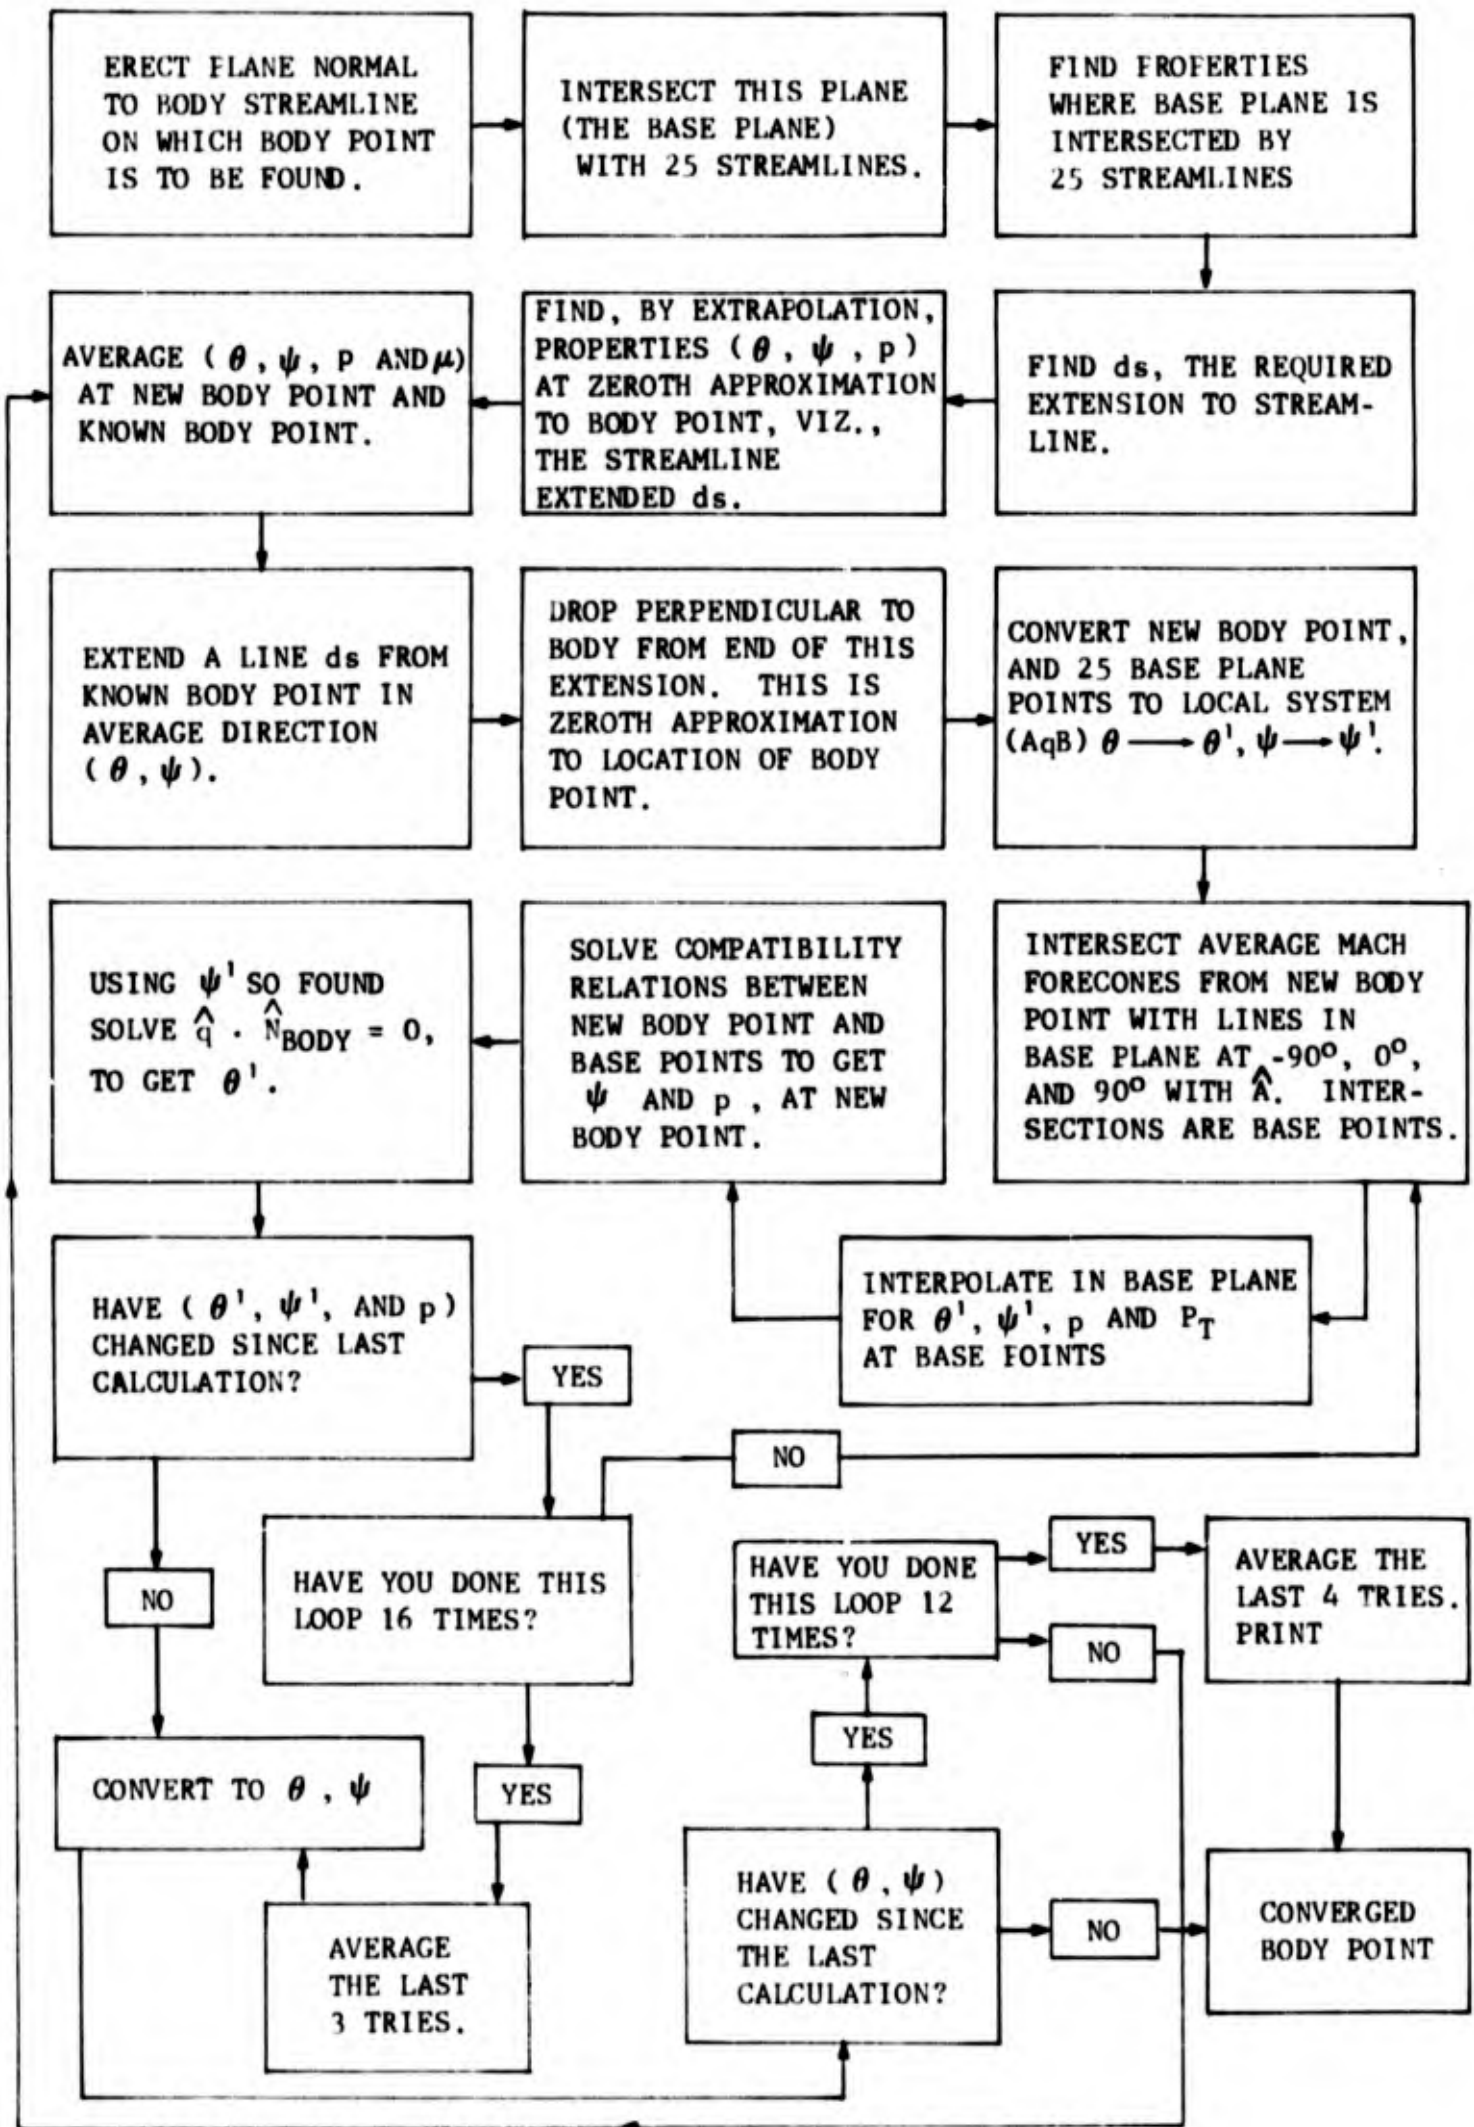 ERECT PLANE NORMAL
TO BODY STREAMLINE
ON WHICH BODY POINT
IS TO BE FOUND.
INTERSECT THIS PLANE
(THE BASE PLANE)
WITH 25 STREAMLINES.
FIND PROPERTIES
WHERE BASE PLANE IS
INTERSECTED BY
25 STREAMLINES
AVERAGE (θ, ψ, p AND μ)
AT NEW BODY POINT AND
KNOWN BODY POINT.
FIND, BY EXTRAPOLATION,
PROPERTIES (θ, ψ, p)
AT ZEROTH APPROXIMATION
TO BODY POINT, VIZ.,
THE STREAMLINE
EXTENDED ds.
FIND ds, THE REQUIRED
EXTENSION TO STREAM-
LINE.
EXTEND A LINE ds FROM
KNOWN BODY POINT IN
AVERAGE DIRECTION
(θ, ψ).
DROP PERPENDICULAR TO
BODY FROM END OF THIS
EXTENSION. THIS IS
ZEROTH APPROXIMATION
TO LOCATION OF BODY
POINT.
CONVERT NEW BODY POINT,
AND 25 BASE PLANE
POINTS TO LOCAL SYSTEM
(AqB) θ → θ', ψ → ψ'.
USING ψ' SO FOUND
SOLVE q̂ . N̂BODY = 0,
TO GET θ'.
SOLVE COMPATIBILITY
RELATIONS BETWEEN
NEW BODY POINT AND
BASE POINTS TO GET
ψ AND p, AT NEW
BODY POINT.
INTERSECT AVERAGE MACH
FORECONES FROM NEW BODY
POINT WITH LINES IN
BASE PLANE AT -90°, 0°,
AND 90° WITH Â. INTER-
SECTIONS ARE BASE POINTS.
HAVE (θ', ψ', AND p)
CHANGED SINCE LAST
CALCULATION?
YES
INTERPOLATE IN BASE PLANE
FOR θ', ψ', p AND PT
AT BASE POINTS
NO
NO
HAVE YOU DONE THIS
LOOP 16 TIMES?
HAVE YOU DONE
THIS LOOP 12
TIMES?
YES
NO
AVERAGE THE
LAST 4 TRIES.
PRINT
CONVERT TO θ, ψ
YES
YES
AVERAGE
THE LAST
3 TRIES.
HAVE (θ, ψ)
CHANGED SINCE
THE LAST
CALCULATION?
NO
CONVERGED
BODY POINT